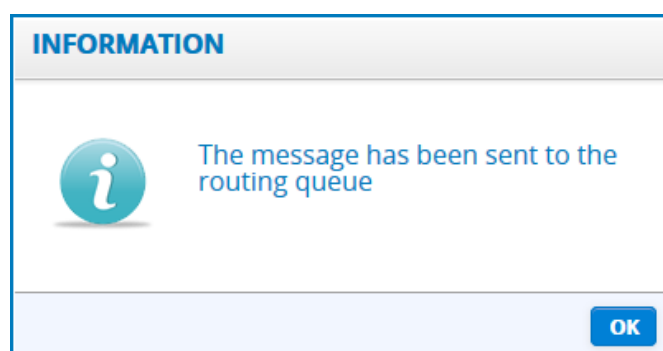 INFORMATION
The message has been sent to the
routing queue
OK